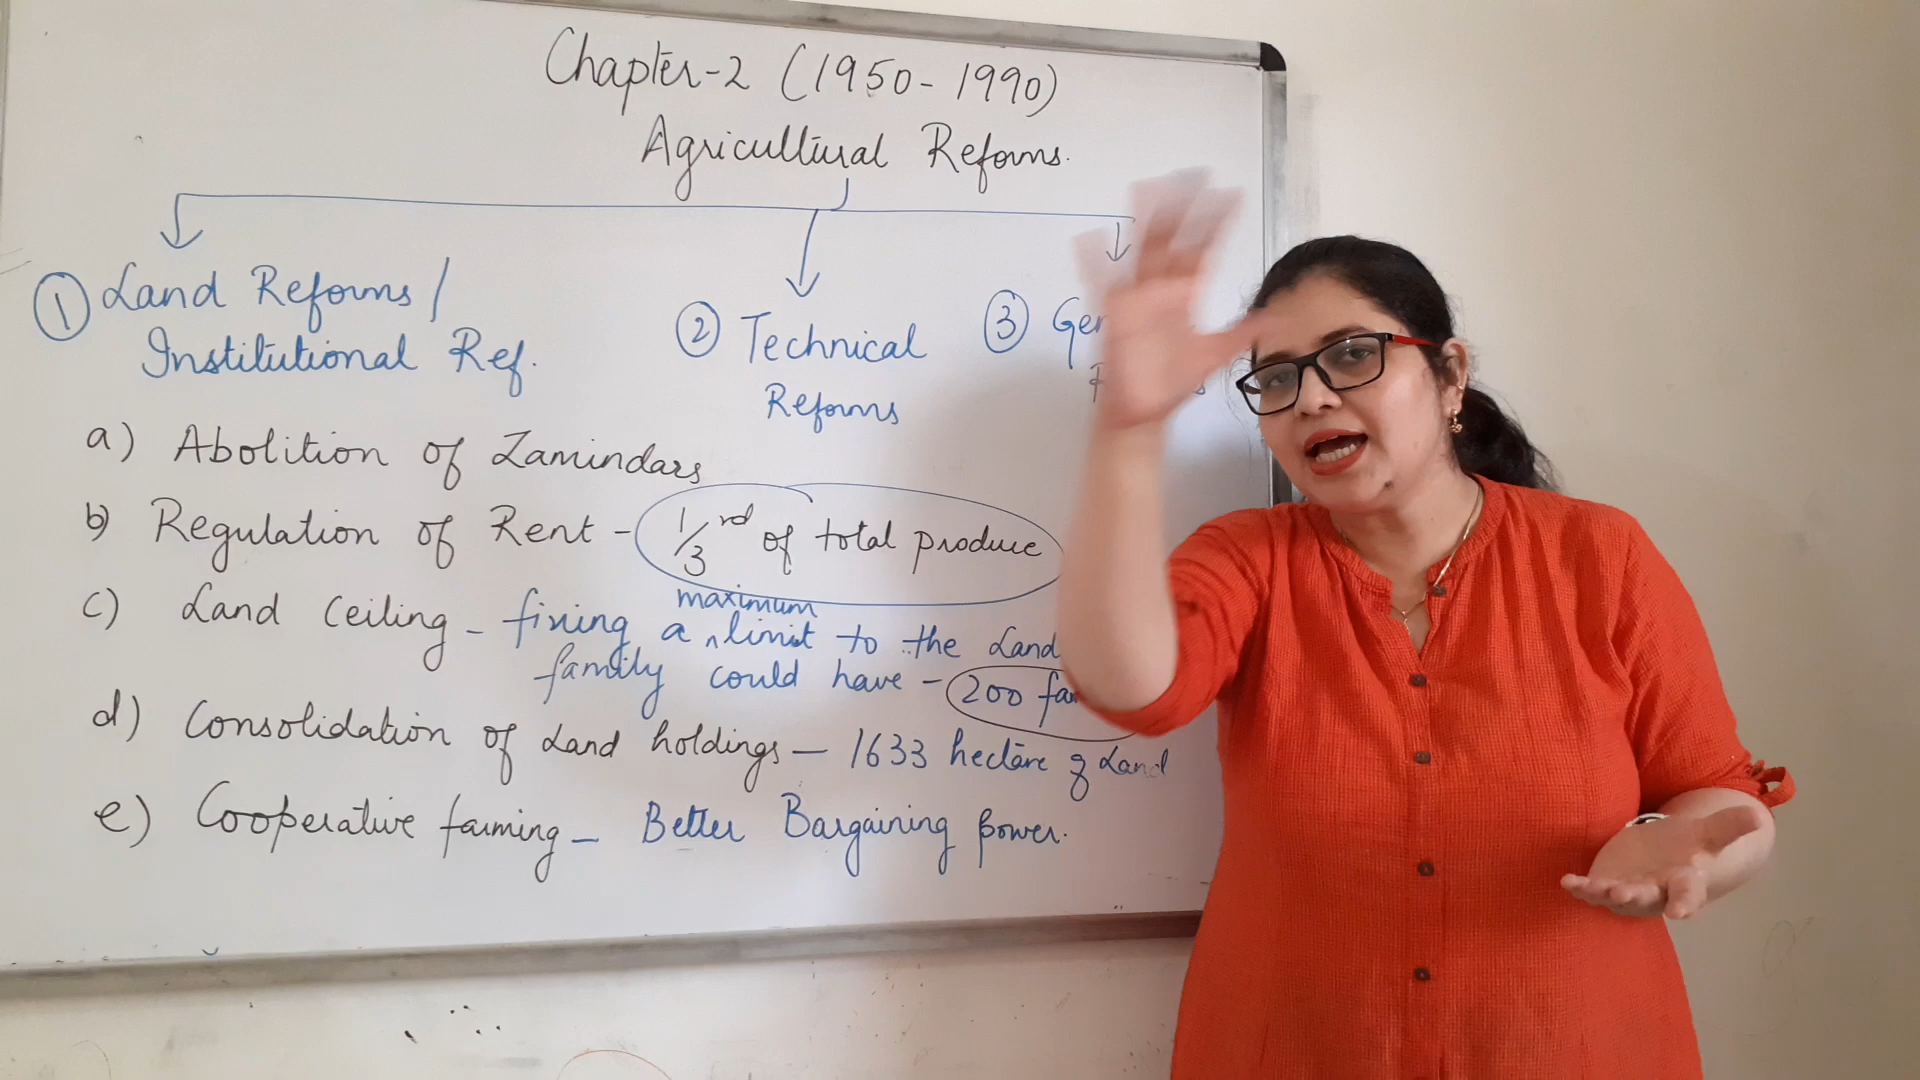 Chapter-2 (1950-1990)
Agricultural Reforms.
① Land Reforms /
Institutional Ref.
② Technical
Reforms
③
a) Abolition of Zamindars
b) Regulation of Rent - 1/3rd of total produce
c) Land Ceiling - fixing a ^ maximum limit to the Land
family could have - 200
d) Consolidation of Land holdings - 1633 hectare of Land
e) Cooperative farming - Better Bargaining power.